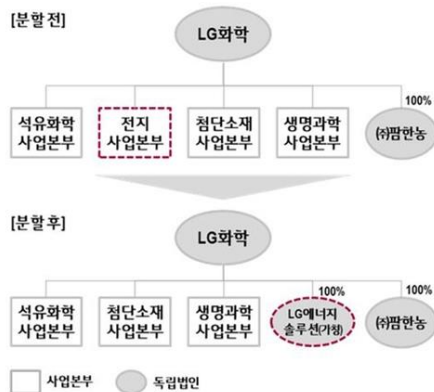 [분할 전]
LG화학
석유화학
사업본부
전지
사업본부
첨단소재
사업본부
생명과학
사업본부
100%
㈜팜한농
[분할 후]
LG화학
석유화학
사업본부
첨단소재
사업본부
생명과학
사업본부
100%
LG에너지
솔루션(가칭)
100%
㈜팜한농
사업본부
독립법인